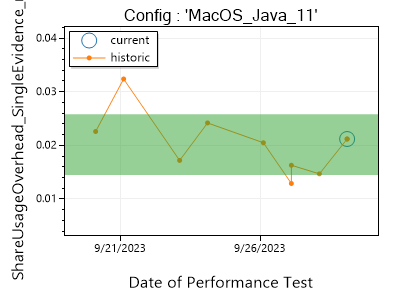 Config : 'MacOS_Java_11'
ShareUsageOverhead_SingleEvidence_
0.04
0.03
0.02
0.01
current
historic
9/21/2023
9/26/2023
Date of Performance Test